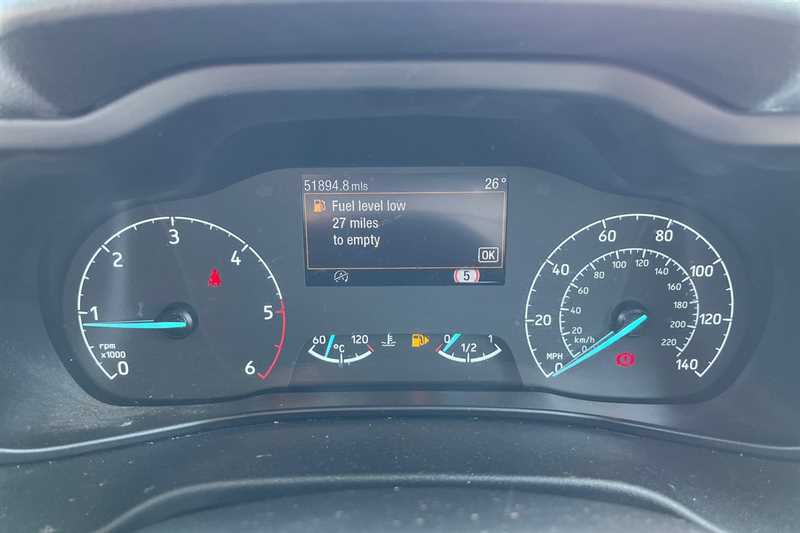 51894.8 mls 26°
Fuel level low
27 miles
to empty
OK
5
0 1 2 3 4 5 6
rpm
x1000
60 120
°C
0 1/2 1
0 20 40 60 80 100 120 140
MPH
0 20 40 60 80 100 120 140 160 200 220
km/h